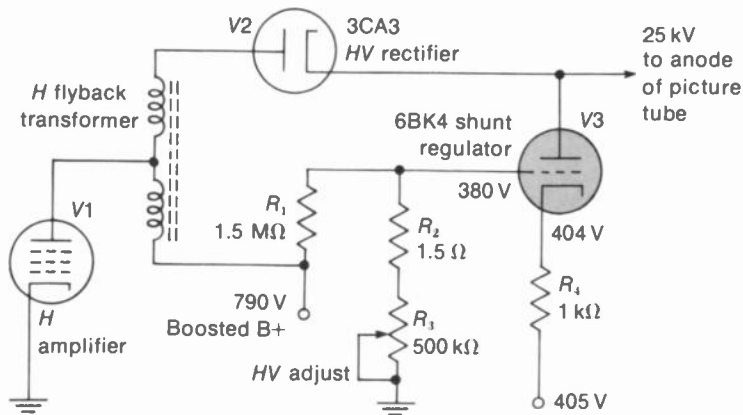 V2
3CA3
HV rectifier
25 kV
to anode
of picture
tube
H flyback
transformer
6BK4 shunt
regulator
V3
V1
380 V
R₁
1.5 MΩ
R₂
1.5 Ω
404 V
R₄
1 kΩ
790 V
Boosted B+
R₃
500 kΩ
H
amplifier
HV adjust
405 V